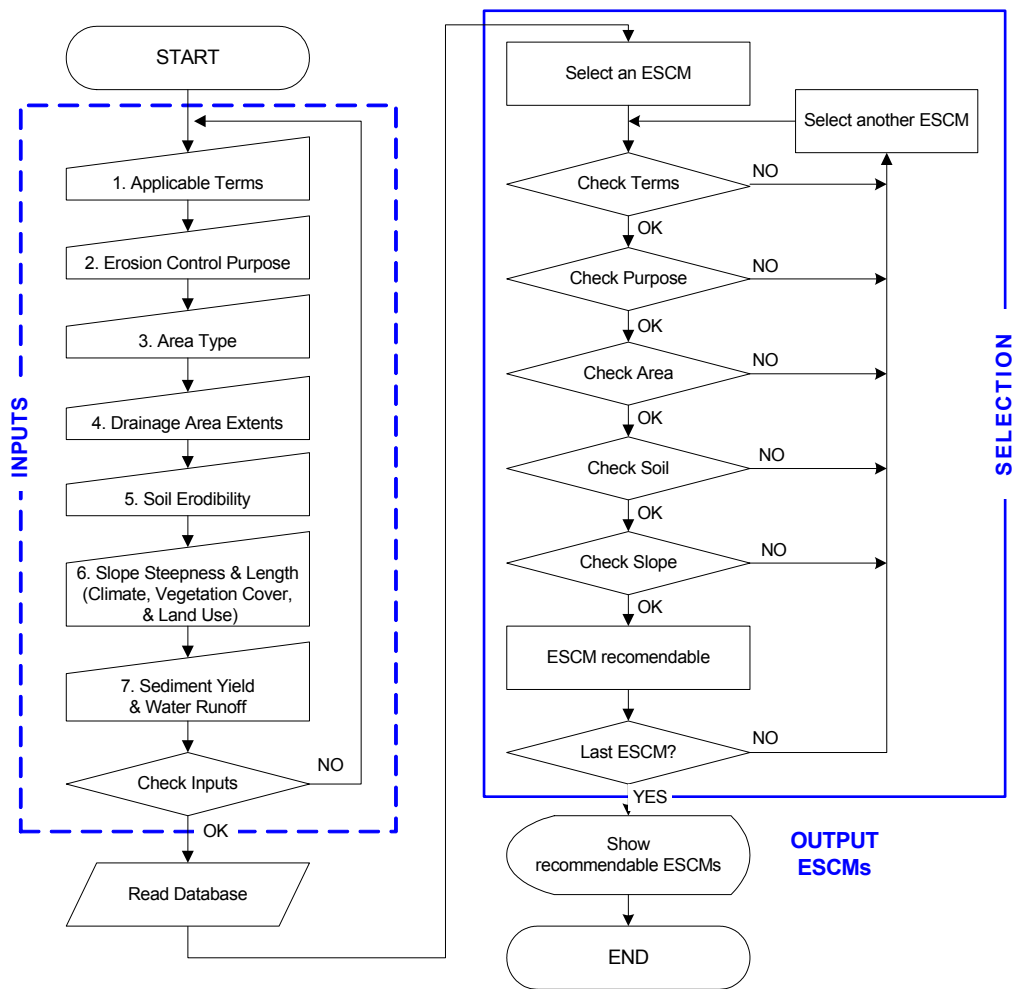 START
INPUTS
1. Applicable Terms
2. Erosion Control Purpose
3. Area Type
4. Drainage Area Extents
5. Soil Erodibility
6. Slope Steepness & Length
(Climate, Vegetation Cover,
& Land Use)
7. Sediment Yield
& Water Runoff
Check Inputs
NO
OK
Read Database
SELECTION
Select an ESCM
Select another ESCM
Check Terms
NO
OK
Check Purpose
NO
OK
Check Area
NO
OK
Check Soil
NO
OK
Check Slope
NO
OK
ESCM recomendable
Last ESCM?
NO
YES
Show
recommendable ESCMs
OUTPUT
ESCMs
END